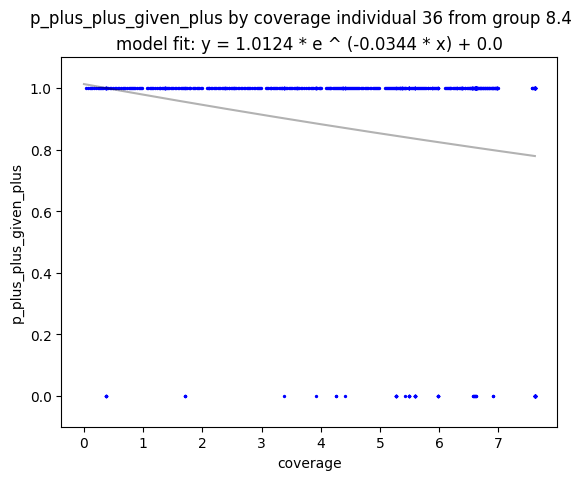 p_plus_plus_given_plus by coverage individual 36 from group 8.4
model fit: y = 1.0124 * e ^ (-0.0344 * x) + 0.0
1.0
0.8
0.6
0.4
0.2
0.0
p_plus_plus_given_plus
0 1 2 3 4 5 6 7
coverage